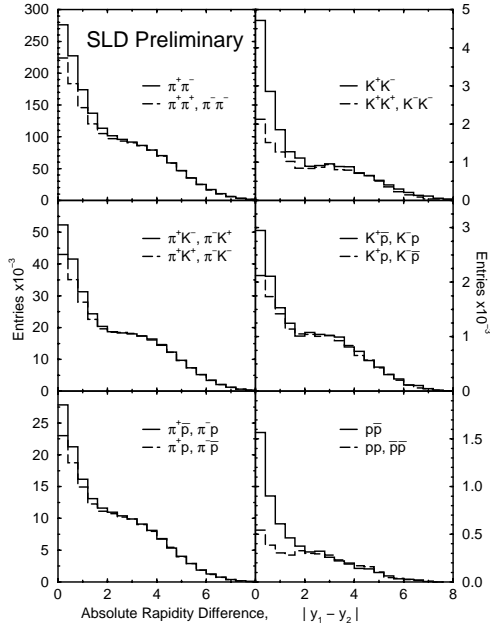 SLD Preliminary
π⁺π⁻
π⁺π⁺, π⁻π⁻
300
250
200
150
100
50
0
K⁺K⁻
K⁺K⁺, K⁻K⁻
5
4
3
2
1
0
Entries x10⁻³
π⁺K⁻, π⁻K⁺
π⁺K⁺, π⁻K⁻
50
40
30
20
10
0
Entries x10⁻³
K⁺p̅, K⁻p
K⁺p, K⁻p̅
3
2
1
0
Entries x10⁻³
π⁺p̅, π⁻p
π⁺p, π⁻p̅
25
20
15
10
5
0
pp̅
pp, p̅p̅
1.5
1.0
0.5
0.0
0 2 4 6
0 2 4 6 8
Absolute Rapidity Difference, | y₁ − y₂ |